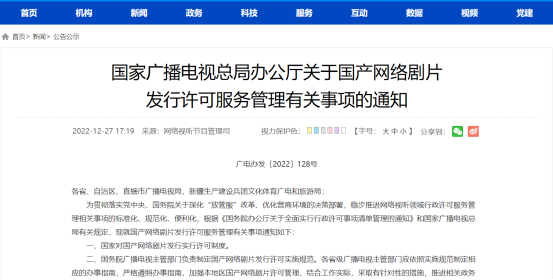 首页 机构 新闻 政务 科技 服务 互动 数据 视频 党建
首页> 新闻> 公告公示
国家广播电视总局办公厅关于国产网络剧片
发行许可服务管理有关事项的通知
2022-12-27 17:19 来源：网络视听节目管理司 视力保护色： 【字号： 大 中 小 】 分享到：
广电办发〔2022〕128号
各省、自治区、直辖市广播电视局，新疆生产建设兵团文化体育广电和旅游局：
为贯彻落实党中央、国务院关于深化“放管服”改革、优化营商环境的决策部署，稳步推进网络视听领域行政许可服务管
理相关事项的标准化、规范化、便利化，根据《国务院办公厅关于全面实行行政许可事项清单管理的通知》和国家广播电视总
局有关规定，现就国产网络剧片发行许可服务管理有关事项通知如下：
一、国家对国产网络剧片发行实行许可制度。
二、国务院广播电视主管部门负责制定国产网络剧片发行许可实施规范。各省级广播电视主管部门应依照实施规范制定相
应的办事指南，严格遵照办事指南，加强本地区国产网络剧片许可管理，结合工作实际，采取有针对性的措施，推进相关政务